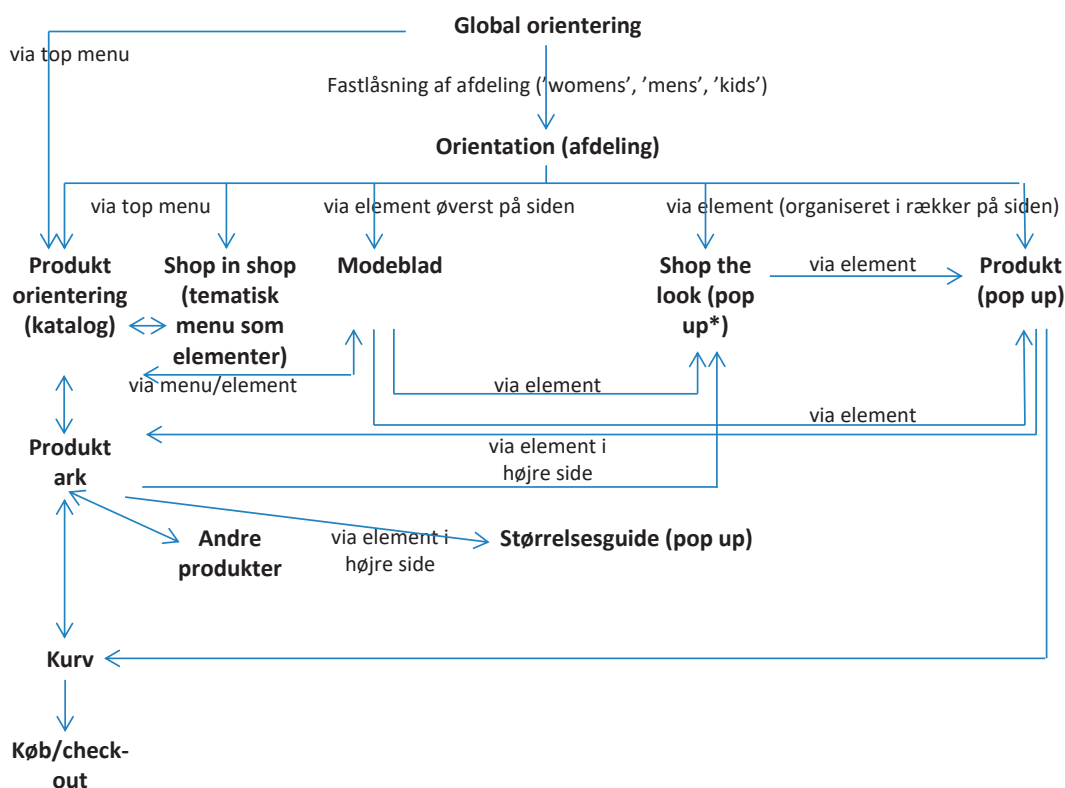 Global orientering
via top menu
Fastlåsning af afdeling (’womens’, ’mens’, ’kids’)
Orientation (afdeling)
via top menu
via element øverst på siden
via element (organiseret i rækker på siden)
Produkt
orientering
(katalog)
Shop in shop
(tematisk
menu som
elementer)
Modeblad
Shop the
look (pop
up*)
via element
Produkt
(pop up)
via menu/element
via element
via element
Produkt
ark
via element i
højre side
Andre
produkter
via element i
højre side
Størrelsesguide (pop up)
Kurv
Køb/check-
out